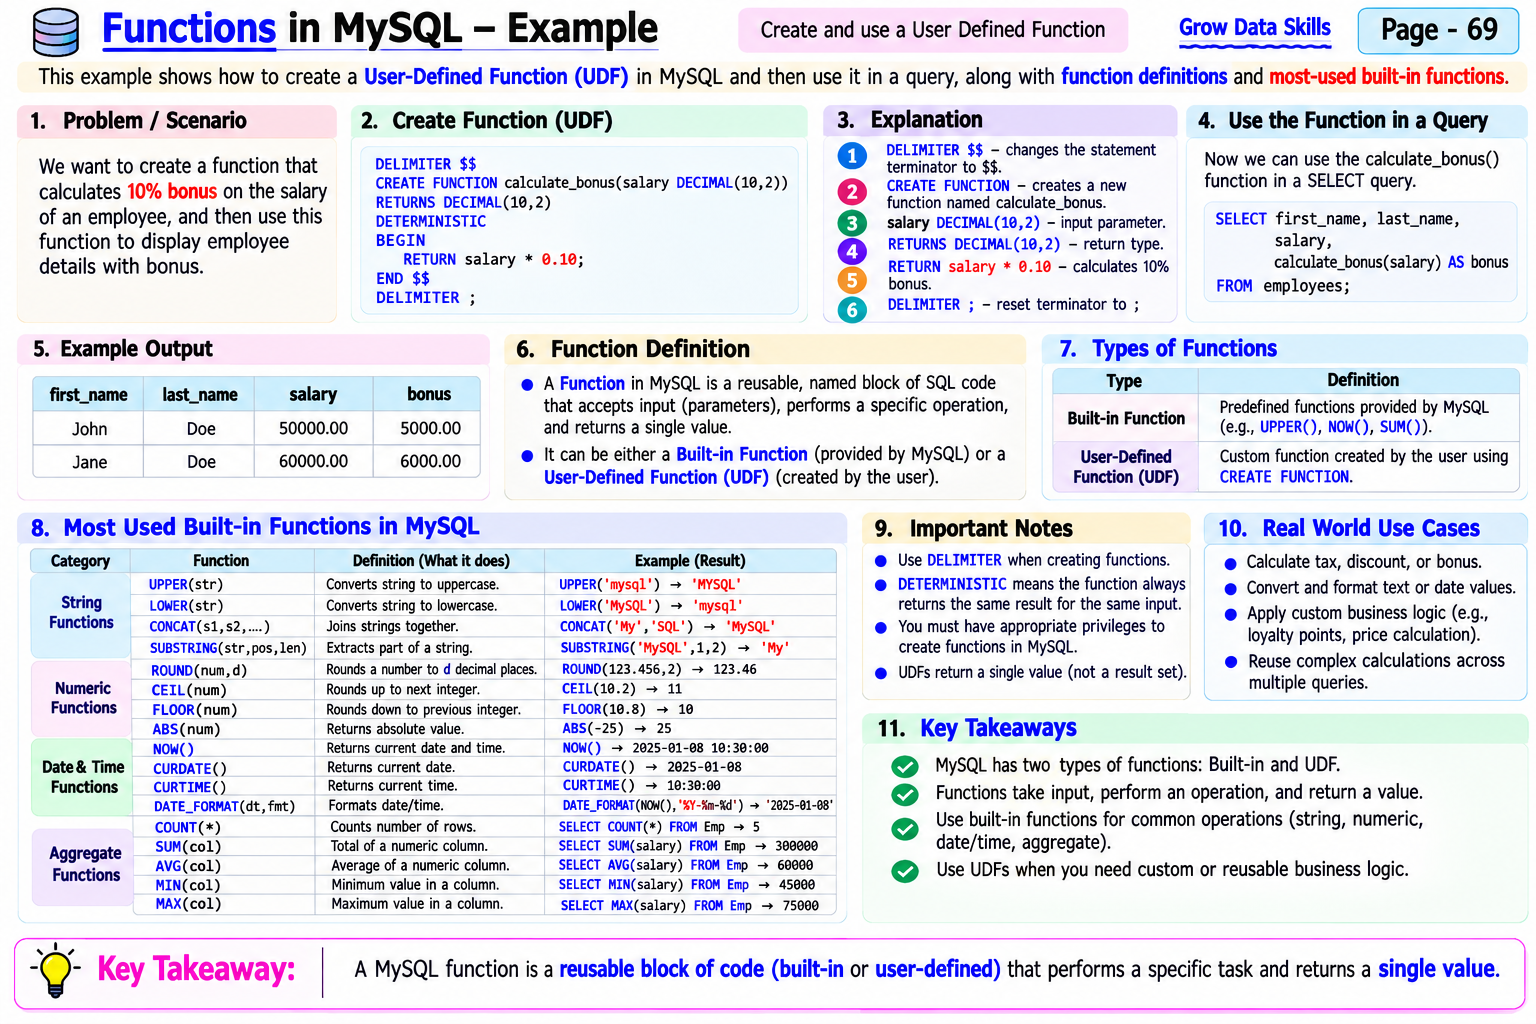 Functions in MySQL – Example
Create and use a User Defined Function
Grow Data Skills
Page - 69
This example shows how to create a User-Defined Function (UDF) in MySQL and then use it in a query, along with function definitions and most-used built-in functions.
1. Problem / Scenario
We want to create a function that
calculates 10% bonus on the salary
of an employee, and then use this
function to display employee
details with bonus.
2. Create Function (UDF)
DELIMITER $$
CREATE FUNCTION calculate_bonus(salary DECIMAL(10,2))
RETURNS DECIMAL(10,2)
DETERMINISTIC
BEGIN
RETURN salary * 0.10;
END $$
DELIMITER ;
3. Explanation
1 DELIMITER $$ – changes the statement
terminator to $$.
2 CREATE FUNCTION – creates a new
function named calculate_bonus.
3 salary DECIMAL(10,2) – input parameter.
4 RETURNS DECIMAL(10,2) – return type.
5 RETURN salary * 0.10 – calculates 10%
bonus.
6 DELIMITER ; – reset terminator to ;
4. Use the Function in a Query
Now we can use the calculate_bonus()
function in a SELECT query.
SELECT first_name, last_name,
salary,
calculate_bonus(salary) AS bonus
FROM employees;
5. Example Output
first_name last_name salary bonus
John Doe 50000.00 5000.00
Jane Doe 60000.00 6000.00
6. Function Definition
● A Function in MySQL is a reusable, named block of SQL code
that accepts input (parameters), performs a specific operation,
and returns a single value.
● It can be either a Built-in Function (provided by MySQL) or a
User-Defined Function (UDF) (created by the user).
7. Types of Functions
Type Definition
Built-in Function Predefined functions provided by MySQL
(e.g., UPPER(), NOW(), SUM()).
User-Defined Function (UDF) Custom function created by the user using
CREATE FUNCTION.
8. Most Used Built-in Functions in MySQL
Category Function Definition (What it does) Example (Result)
String Functions
UPPER(str) Converts string to uppercase. UPPER('mysql') → 'MYSQL'
LOWER(str) Converts string to lowercase. LOWER('MySQL') → 'mysql'
CONCAT(s1,s2,....) Joins strings together. CONCAT('My','SQL') → 'MySQL'
SUBSTRING(str,pos,len) Extracts part of a string. SUBSTRING('MySQL',1,2) → 'My'
Numeric Functions
ROUND(num,d) Rounds a number to d decimal places. ROUND(123.456,2) → 123.46
CEIL(num) Rounds up to next integer. CEIL(10.2) → 11
FLOOR(num) Rounds down to previous integer. FLOOR(10.8) → 10
ABS(num) Returns absolute value. ABS(-25) → 25
Date & Time Functions
NOW() Returns current date and time. NOW() → 2025-01-08 10:30:00
CURDATE() Returns current date. CURDATE() → 2025-01-08
CURTIME() Returns current time. CURTIME() → 10:30:00
DATE_FORMAT(dt,fmt) Formats date/time. DATE_FORMAT(NOW(),'%Y-%m-%d') → '2025-01-08'
Aggregate Functions
COUNT(*) Counts number of rows. SELECT COUNT(*) FROM Emp → 5
SUM(col) Total of a numeric column. SELECT SUM(salary) FROM Emp → 300000
AVG(col) Average of a numeric column. SELECT AVG(salary) FROM Emp → 60000
MIN(col) Minimum value in a column. SELECT MIN(salary) FROM Emp → 45000
MAX(col) Maximum value in a column. SELECT MAX(salary) FROM Emp → 75000
9. Important Notes
● Use DELIMITER when creating functions.
● DETERMINISTIC means the function always
returns the same result for the same input.
● You must have appropriate privileges to
create functions in MySQL.
● UDFs return a single value (not a result set).
10. Real World Use Cases
● Calculate tax, discount, or bonus.
● Convert and format text or date values.
● Apply custom business logic (e.g.,
loyalty points, price calculation).
● Reuse complex calculations across
multiple queries.
11. Key Takeaways
MySQL has two types of functions: Built-in and UDF.
Functions take input, perform an operation, and return a value.
Use built-in functions for common operations (string, numeric,
date/time, aggregate).
Use UDFs when you need custom or reusable business logic.
Key Takeaway: A MySQL function is a reusable block of code (built-in or user-defined) that performs a specific task and returns a single value.